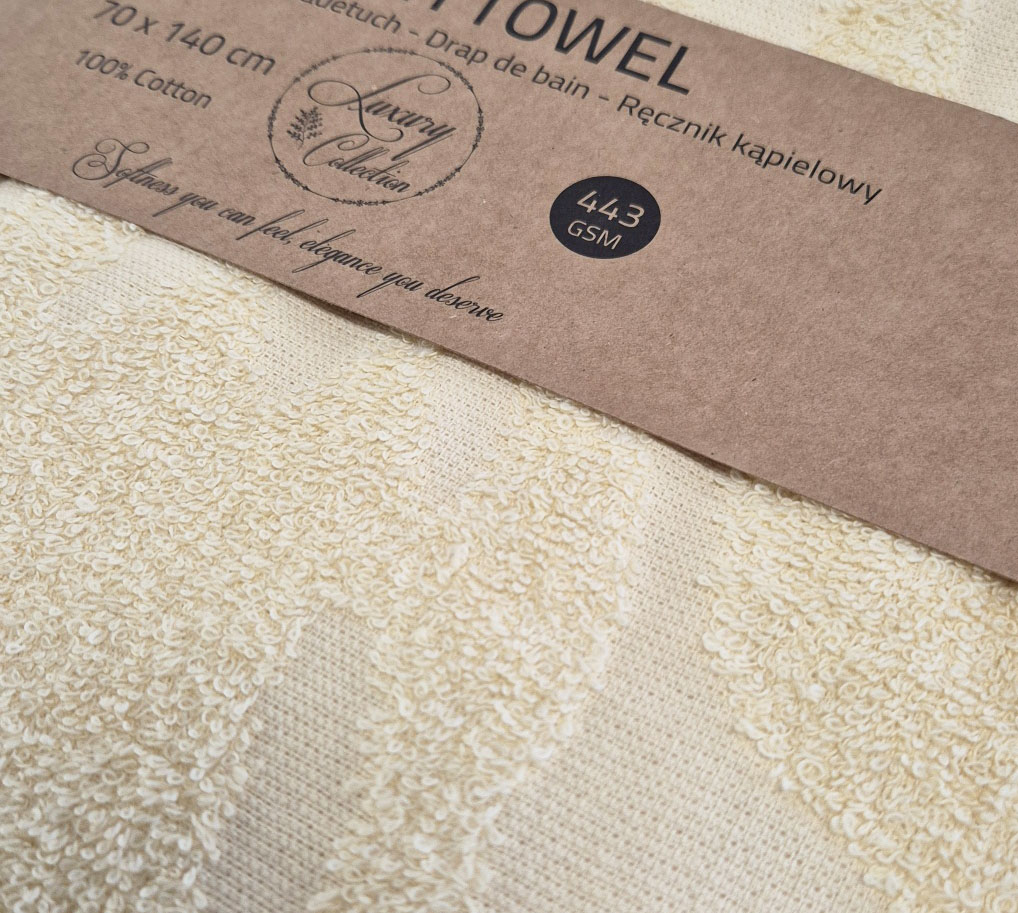 TOWEL
70 x 140 cm
- Drap de bain - Ręcznik kąpielowy
100% Cotton
Luxury
Collection
443
GSM
Softness you can feel, elegance you deserve